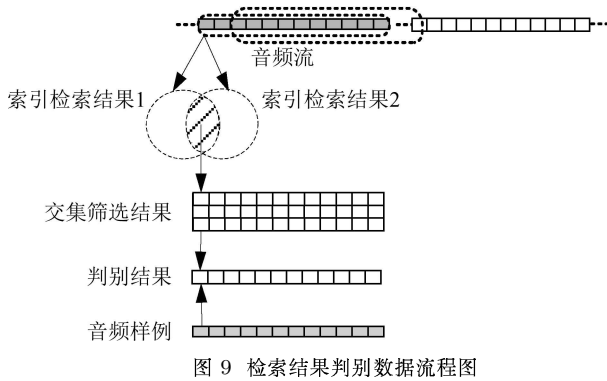 音频流
索引检索结果1
索引检索结果2
交集筛选结果
判别结果
音频样例
图 9 检索结果判别数据流程图